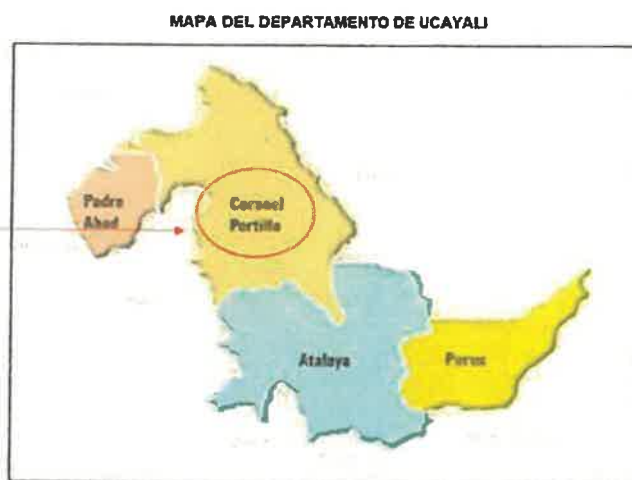 MAPA DEL DEPARTAMENTO DE UCAYALI
Padre
Abad
Coronel
Portillo
Atalaya
Purus